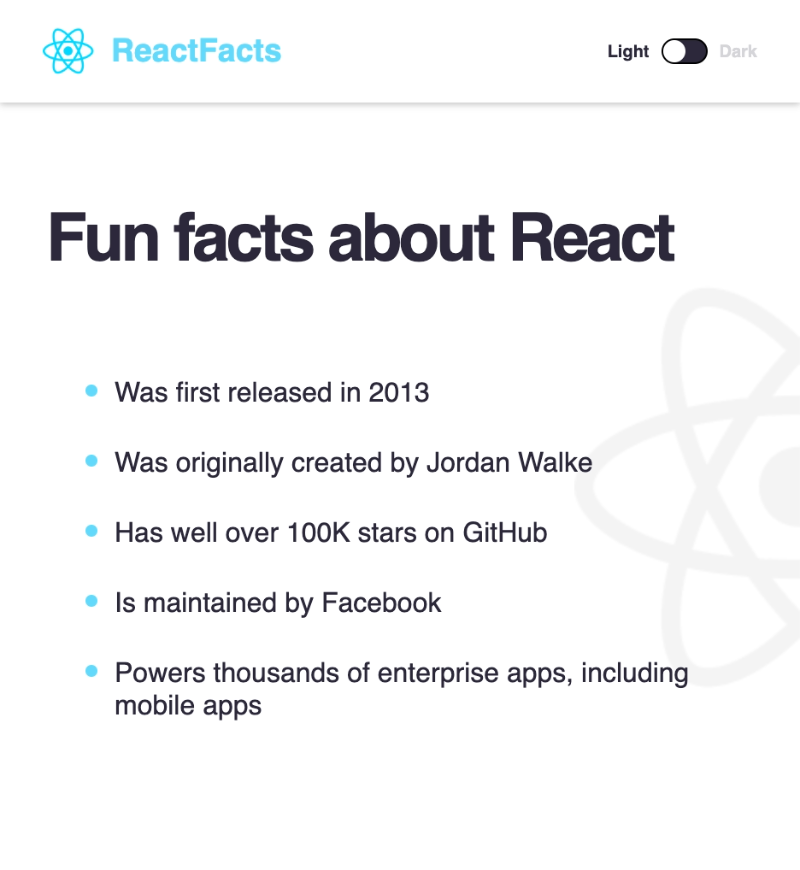 ReactFacts
Light Dark
Fun facts about React
Was first released in 2013
Was originally created by Jordan Walke
Has well over 100K stars on GitHub
Is maintained by Facebook
Powers thousands of enterprise apps, including
mobile apps